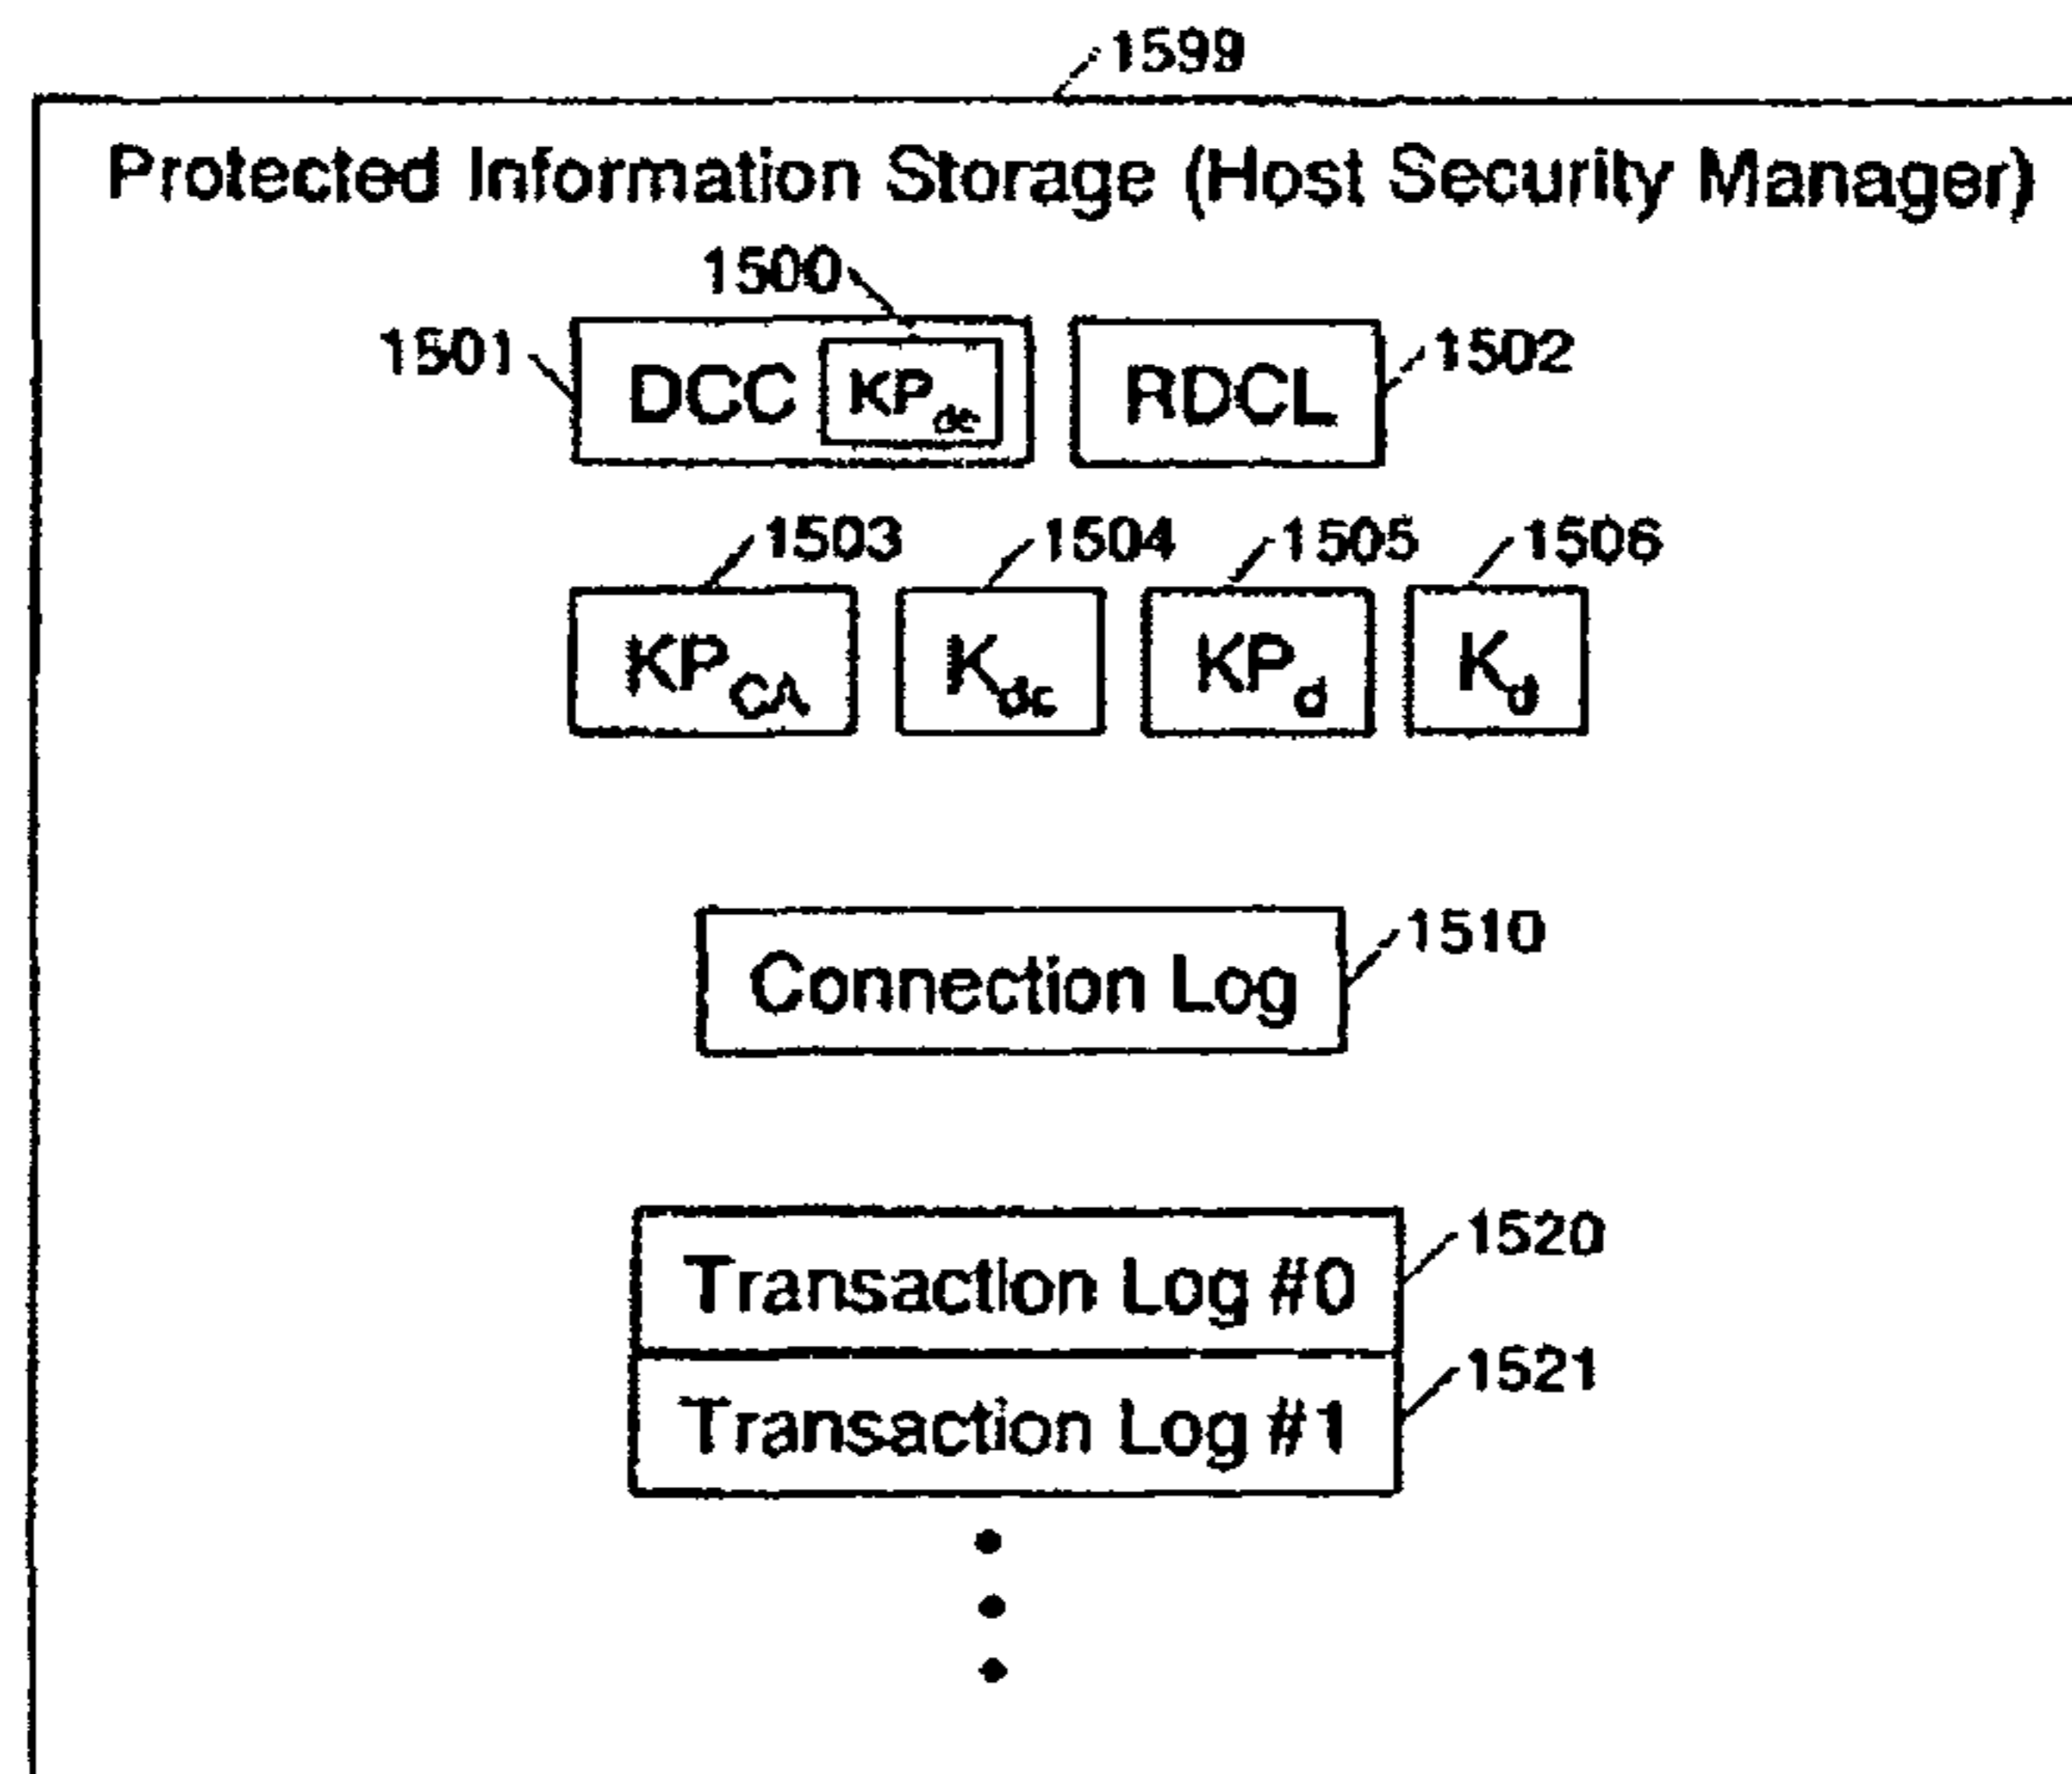 1599
Protected Information Storage (Host Security Manager)
1500
1501 DCC KPdc RDCL 1502
1503 1504 1505 1506
KPCA Kdc KPd Kd
Connection Log 1510
Transaction Log #0 1520
Transaction Log #1 1521